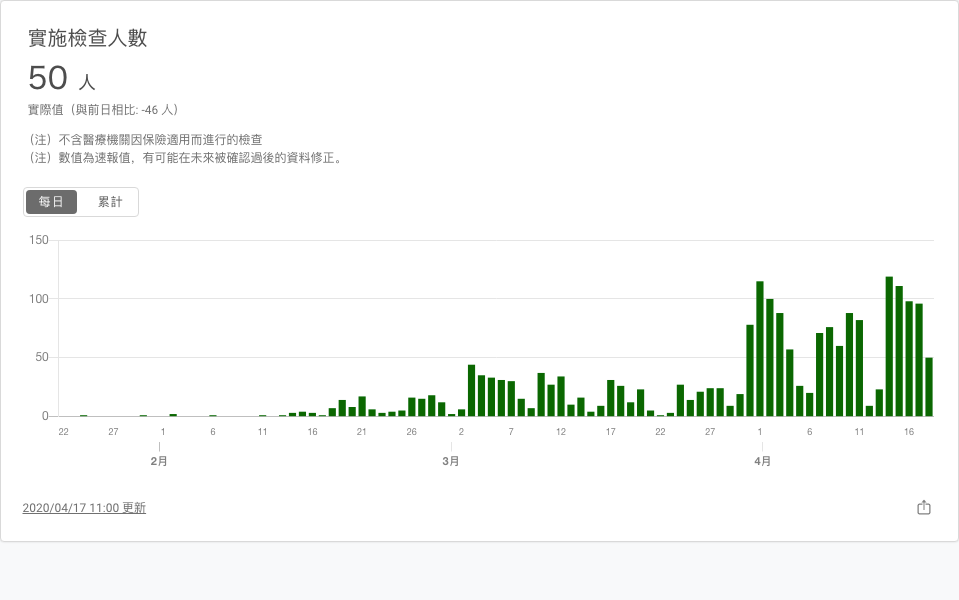 實施檢查人數
50 人
實際值（與前日相比: -46 人）
（注）不含醫療機關因保險適用而進行的檢查
（注）數值為速報值，有可能在未來被確認過後的資料修正。
每日 累計
150
100
50
0
22 27 1 6 11 16 21 26 2 7 12 17 22 27 1 6 11 16
2月 3月 4月
2020/04/17 11:00 更新